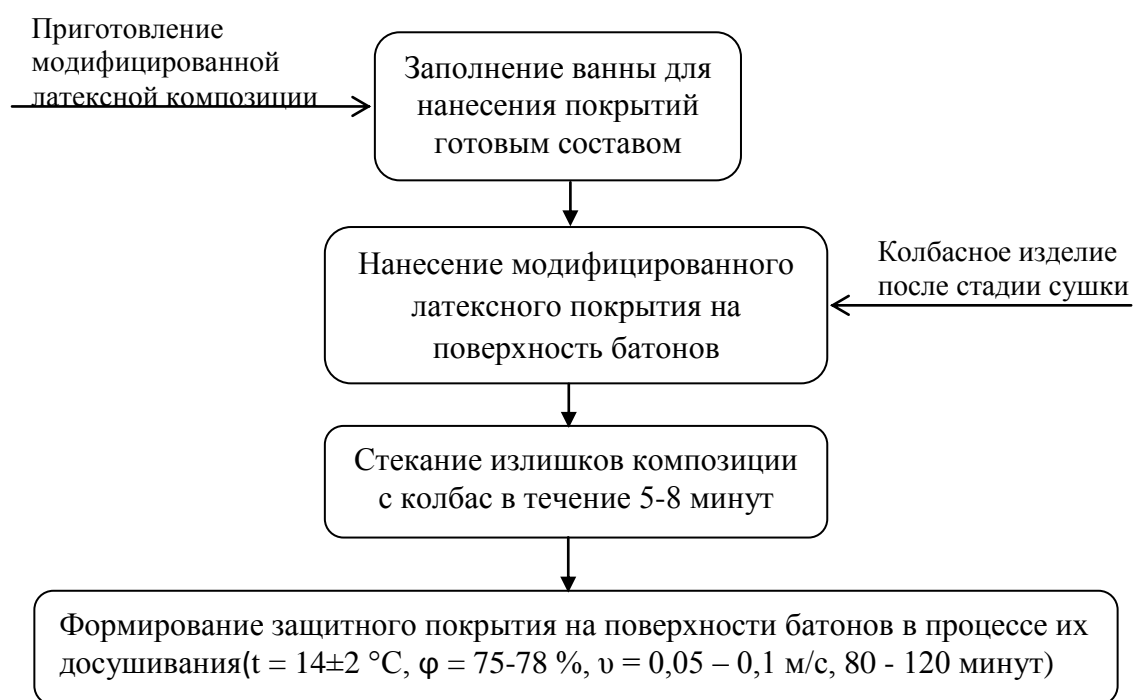 Приготовление
модифицированной
латексной композиции
Заполнение ванны для
нанесения покрытий
готовым составом
Нанесение модифицированного
латексного покрытия на
поверхность батонов
Колбасное изделие
после стадии сушки
Стекание излишков композиции
с колбас в течение 5-8 минут
Формирование защитного покрытия на поверхности батонов в процессе их
досушивания(t = 14±2 °C, φ = 75-78 %, υ = 0,05 – 0,1 м/с, 80 - 120 минут)